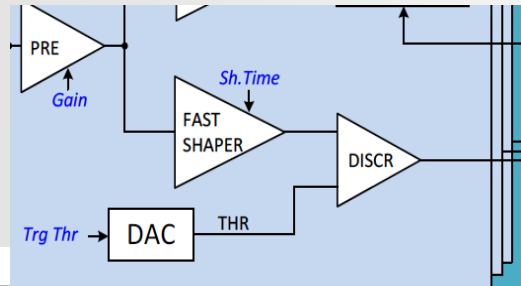 PRE
Gain
Sh.Time
FAST
SHAPER
DISCR
Trg Thr
DAC
THR